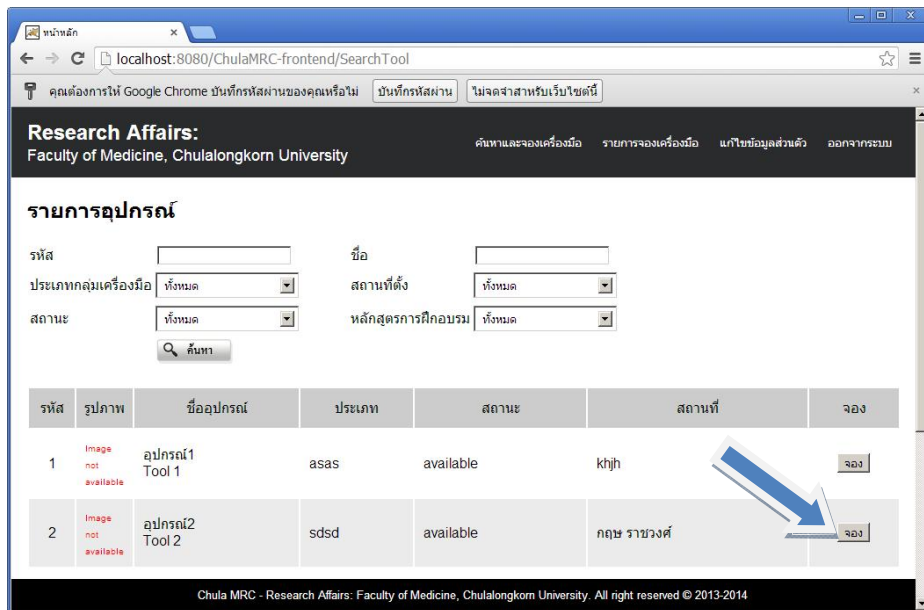 หน้าหลัก
localhost:8080/ChulaMRC-frontend/SearchTool
คุณต้องการให้ Google Chrome บันทึกรหัสผ่านของคุณหรือไม่ บันทึกรหัสผ่าน ไม่จดจำสำหรับเว็บไซต์นี้
Research Affairs:
Faculty of Medicine, Chulalongkorn University
ค้นหาและจองเครื่องมือ รายการจองเครื่องมือ แก้ไขข้อมูลส่วนตัว ออกจากระบบ
รายการอุปกรณ์
รหัส ชื่อ
ประเภทกลุ่มเครื่องมือ ทั้งหมด สถานที่ตั้ง ทั้งหมด
สถานะ ทั้งหมด หลักสูตรการฝึกอบรม ทั้งหมด
ค้นหา
รหัส รูปภาพ ชื่ออุปกรณ์ ประเภท สถานะ สถานที่ จอง
1 Image not available อุปกรณ์1 Tool 1 asas available khjh จอง
2 Image not available อุปกรณ์2 Tool 2 sdsd available กฤษ ราชวงศ์ จอง
Chula MRC - Research Affairs: Faculty of Medicine, Chulalongkorn University. All right reserved © 2013-2014